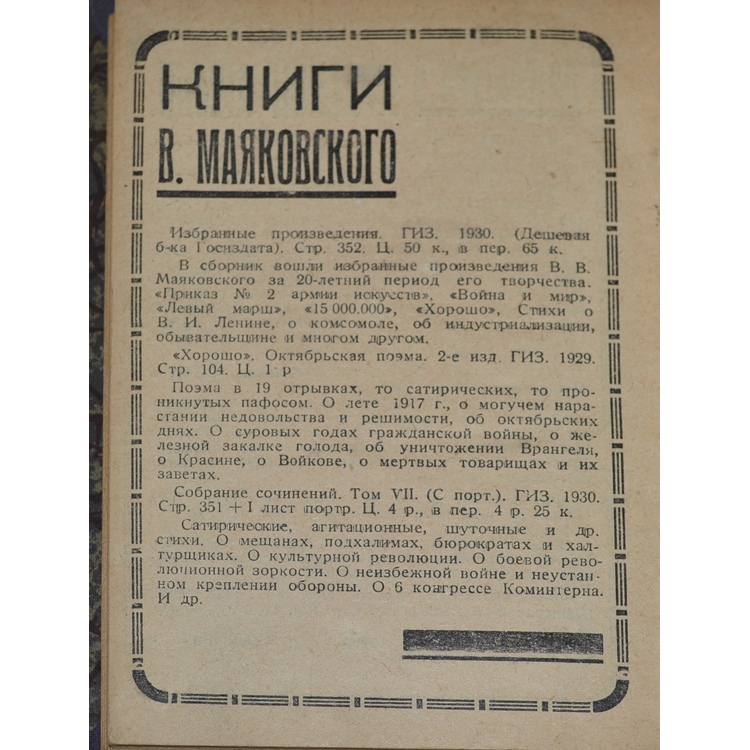 КНИГИ
В. МАЯКОВСКОГО
Избранные произведения. ГИЗ. 1930. (Дешевая
б-ка Госиздата). Стр. 352. Ц. 50 к., в пер. 65 к.
В сборник вошли избранные произведения В. В.
Маяковского за 20-летний период его творчества.
«Приказ № 2 армии искусств», «Война и мир»,
«Левый марш», «15 000.000», «Хорошо», Стихи о
В. И. Ленине, о комсомоле, об индустриализации,
обывательщине и многом другом.
«Хорошо». Октябрьская поэма. 2-е изд. ГИЗ. 1929.
Стр. 104. Ц. 1 р
Поэма в 19 отрывках, то сатирических, то про-
никнутых пафосом. О лете 1917 г., о могучем нара-
стании недовольства и решимости, об октябрьских
днях. О суровых годах гражданской войны, о же-
лезной закалке голода, об уничтожении Врангеля,
о Красине, о Войкове, о мертвых товарищах и их
заветах.
Собрание сочинений. Том VII. (С порт.). ГИЗ. 1930.
Стр. 351 + I лист портр. Ц. 4 р., в пер. 4 р. 25 к.
Сатирические, агитационные, шуточные и др.
стихи. О мещанах, подхалимах, бюрократах и хал-
турщиках. О культурной революции. О боевой рево-
люционной зоркости. О неизбежной войне и неустан-
ном креплении обороны. О 6 конгрессе Коминтерна.
И др.